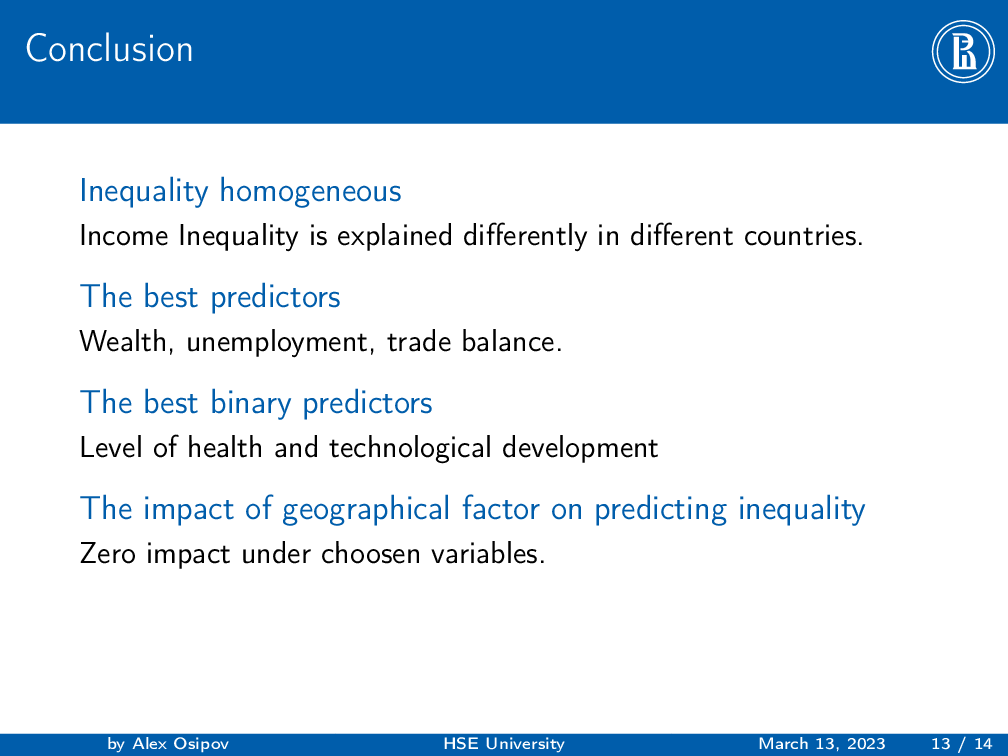 Conclusion
Inequality homogeneous
Income Inequality is explained differently in different countries.
The best predictors
Wealth, unemployment, trade balance.
The best binary predictors
Level of health and technological development
The impact of geographical factor on predicting inequality
Zero impact under choosen variables.
by Alex Osipov HSE University March 13, 2023 13 / 14